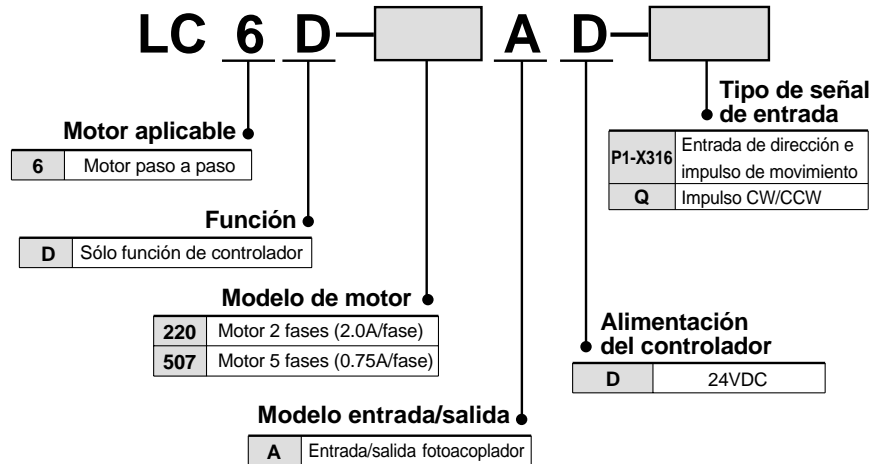 LC 6 D– A D–
Tipo de señal
de entrada
P1-X316 Entrada de dirección e
impulso de movimiento
Q Impulso CW/CCW
Motor aplicable
6 Motor paso a paso
Función
D Sólo función de controlador
Modelo de motor
220 Motor 2 fases (2.0A/fase)
507 Motor 5 fases (0.75A/fase)
Alimentación
del controlador
D 24VDC
Modelo entrada/salida
A Entrada/salida fotoacoplador